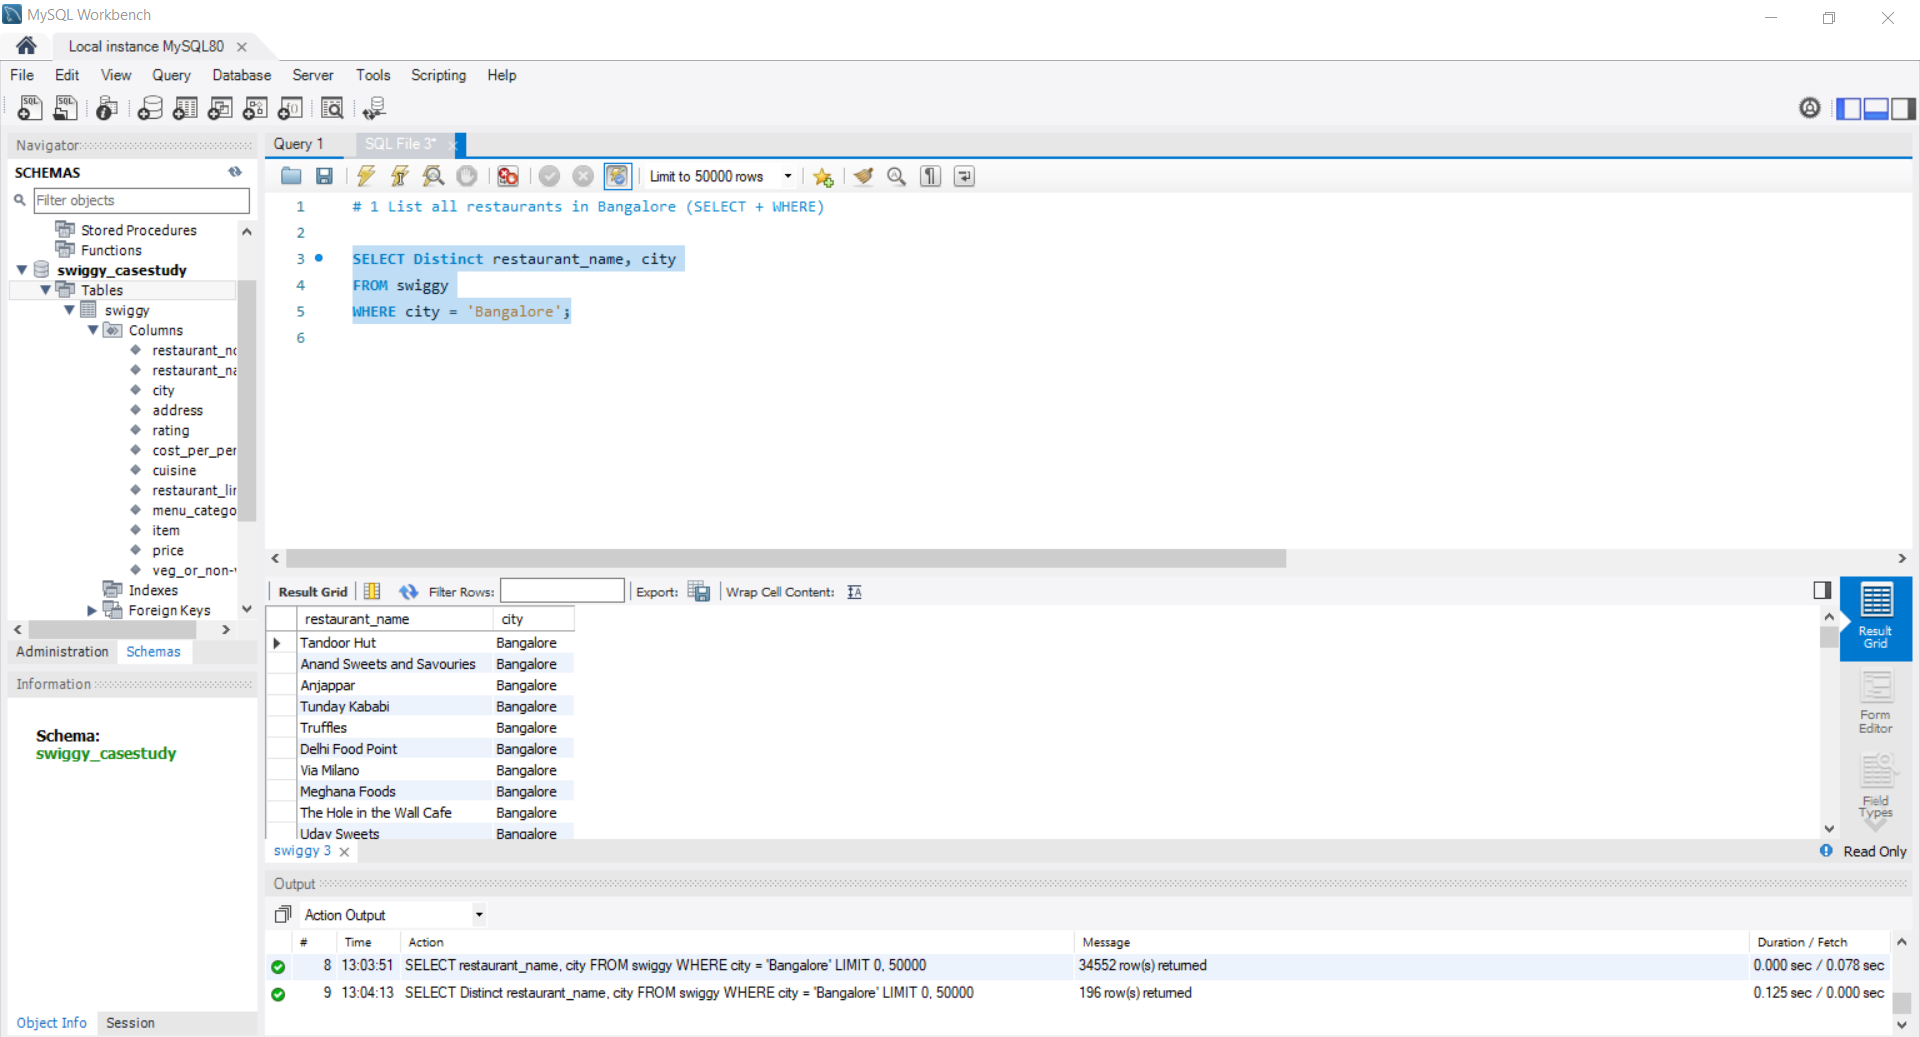 MySQL Workbench
Local instance MySQL80
File Edit View Query Database Server Tools Scripting Help
Navigator
SCHEMAS
Filter objects
Stored Procedures
Functions
swiggy_casestudy
Tables
swiggy
Columns
restaurant_no
restaurant_na
city
address
rating
cost_per_per
cuisine
restaurant_lin
menu_catego
item
price
veg_or_non-v
Indexes
Foreign Keys
Administration Schemas
Information
Schema:
swiggy_casestudy
Object Info Session
Query 1 SQL File 3*
Limit to 50000 rows
1 # 1 List all restaurants in Bangalore (SELECT + WHERE)
2
3 SELECT Distinct restaurant_name, city
4 FROM swiggy
5 WHERE city = 'Bangalore';
6
Result Grid Filter Rows: Export: Wrap Cell Content:
restaurant_name city
Tandoor Hut Bangalore
Anand Sweets and Savouries Bangalore
Anjappar Bangalore
Tunday Kababi Bangalore
Truffles Bangalore
Delhi Food Point Bangalore
Via Milano Bangalore
Meghana Foods Bangalore
The Hole in the Wall Cafe Bangalore
Uday Sweets Bangalore
Result
Grid
Form
Editor
Field
Types
swiggy 3
Read Only
Output
Action Output
# Time Action Message Duration / Fetch
8 13:03:51 SELECT restaurant_name, city FROM swiggy WHERE city = 'Bangalore' LIMIT 0, 50000 34552 row(s) returned 0.000 sec / 0.078 sec
9 13:04:13 SELECT Distinct restaurant_name, city FROM swiggy WHERE city = 'Bangalore' LIMIT 0, 50000 196 row(s) returned 0.125 sec / 0.000 sec